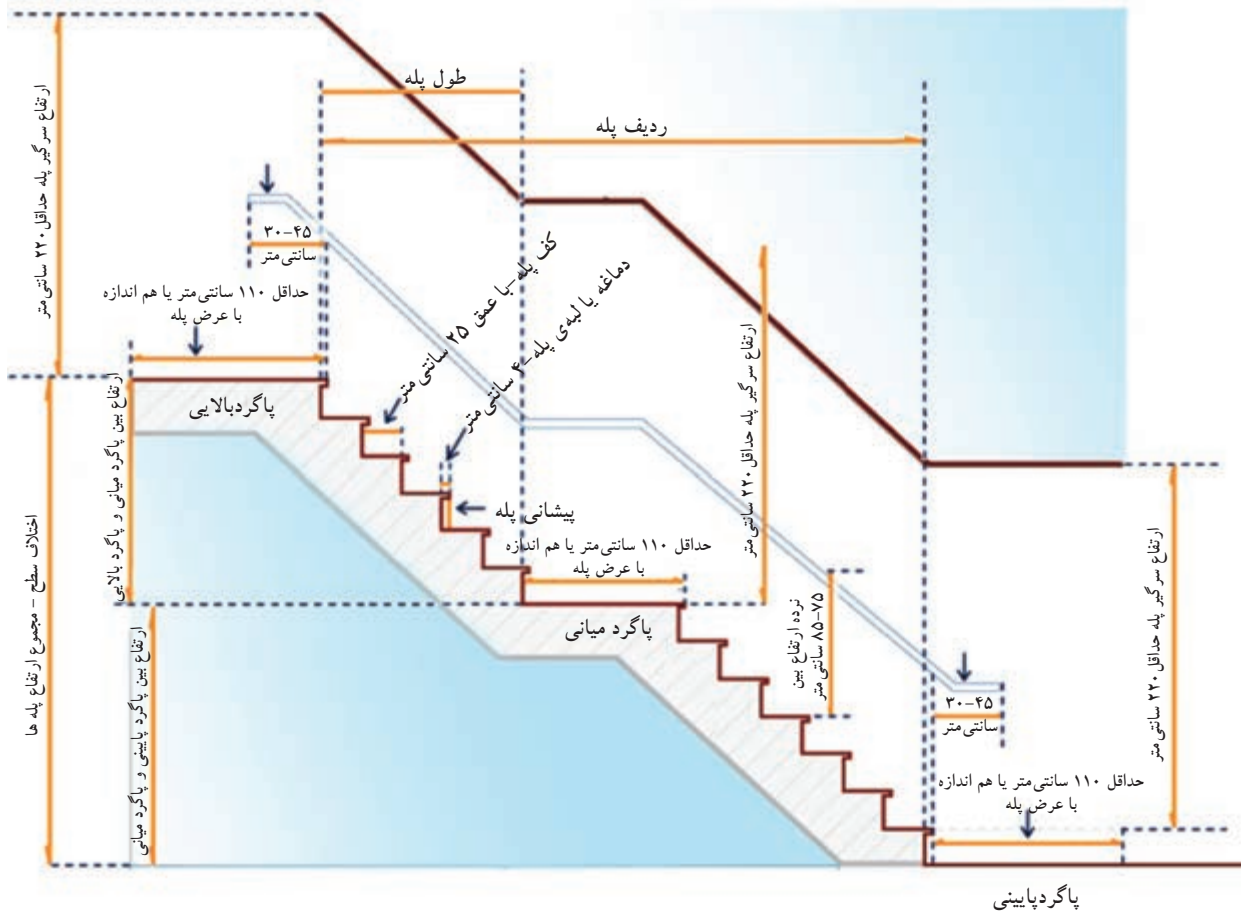 طول پله
ردیف پله
ارتفاع سرگیر پله حداقل ۲۲۰ سانتی متر
۳۰-۴۵
سانتی‌متر
کف پله-با عمق ۲۵ سانتی متر
دماغه یا لبه‌ی پله-۴ سانتی متر
حداقل ۱۱۰ سانتی‌متر یا هم اندازه
با عرض پله
پاگردبالایی
ارتفاع بین پاگرد میانی و پاگرد بالایی
ارتفاع سرگیر پله حداقل ۲۲۰ سانتی متر
پیشانی پله
حداقل ۱۱۰ سانتی‌متر یا هم اندازه
با عرض پله
پاگرد میانی
نرده ارتفاع بین
۸۵-۷۵ سانتی متر
ارتفاع سرگیر پله حداقل ۲۲۰ سانتی متر
اختلاف سطح - مجموع ارتفاع پله ها
ارتفاع بین پاگرد پایینی و پاگرد میانی
۳۰-۴۵
سانتی‌متر
حداقل ۱۱۰ سانتی‌متر یا هم اندازه
با عرض پله
پاگردپایینی